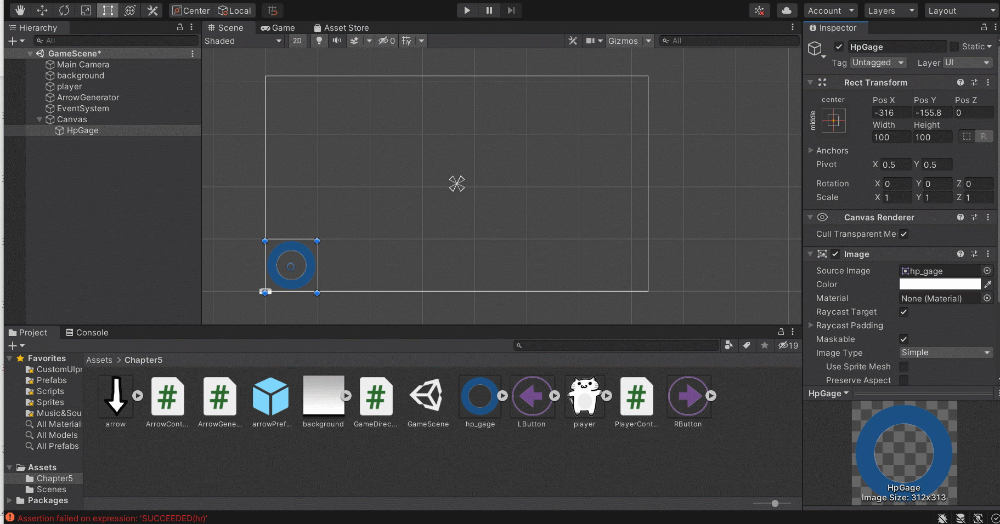 Center Local Account Layers Layout
Hierarchy Scene Game Asset Store Inspector
All Shaded 2D 0 Gizmos All
GameScene*
Main Camera
background
player
ArrowGenerator
EventSystem
Canvas
HpGage
HpGage Static
Tag Untagged Layer UI
Rect Transform
center
middle
Pos X Pos Y Pos Z
-316 -155.8 0
Width Height
100 100 R
Anchors
Pivot X 0.5 Y 0.5
Rotation X 0 Y 0 Z 0
Scale X 1 Y 1 Z 1
Canvas Renderer
Cull Transparent Me
Image
Source Image hp_gage
Color
Material None (Material)
Raycast Target
Raycast Padding
Maskable
Image Type Simple
Use Sprite Mesh
Preserve Aspect
HpGage
HpGage
Image Size: 312x313
Project Console
19
Favorites
CustomUIpr
Prefabs
Scripts
Sprites
Music&Sou
All Material
All Models
All Prefabs
Assets
Chapter5
Scenes
Packages
Assets > Chapter5
arrow ArrowCont... ArrowGene... arrowPref... background GameDirec... GameScene hp_gage LButton player PlayerCont... RButton
Assertion failed on expression: 'SUCCEEDED(hr)'